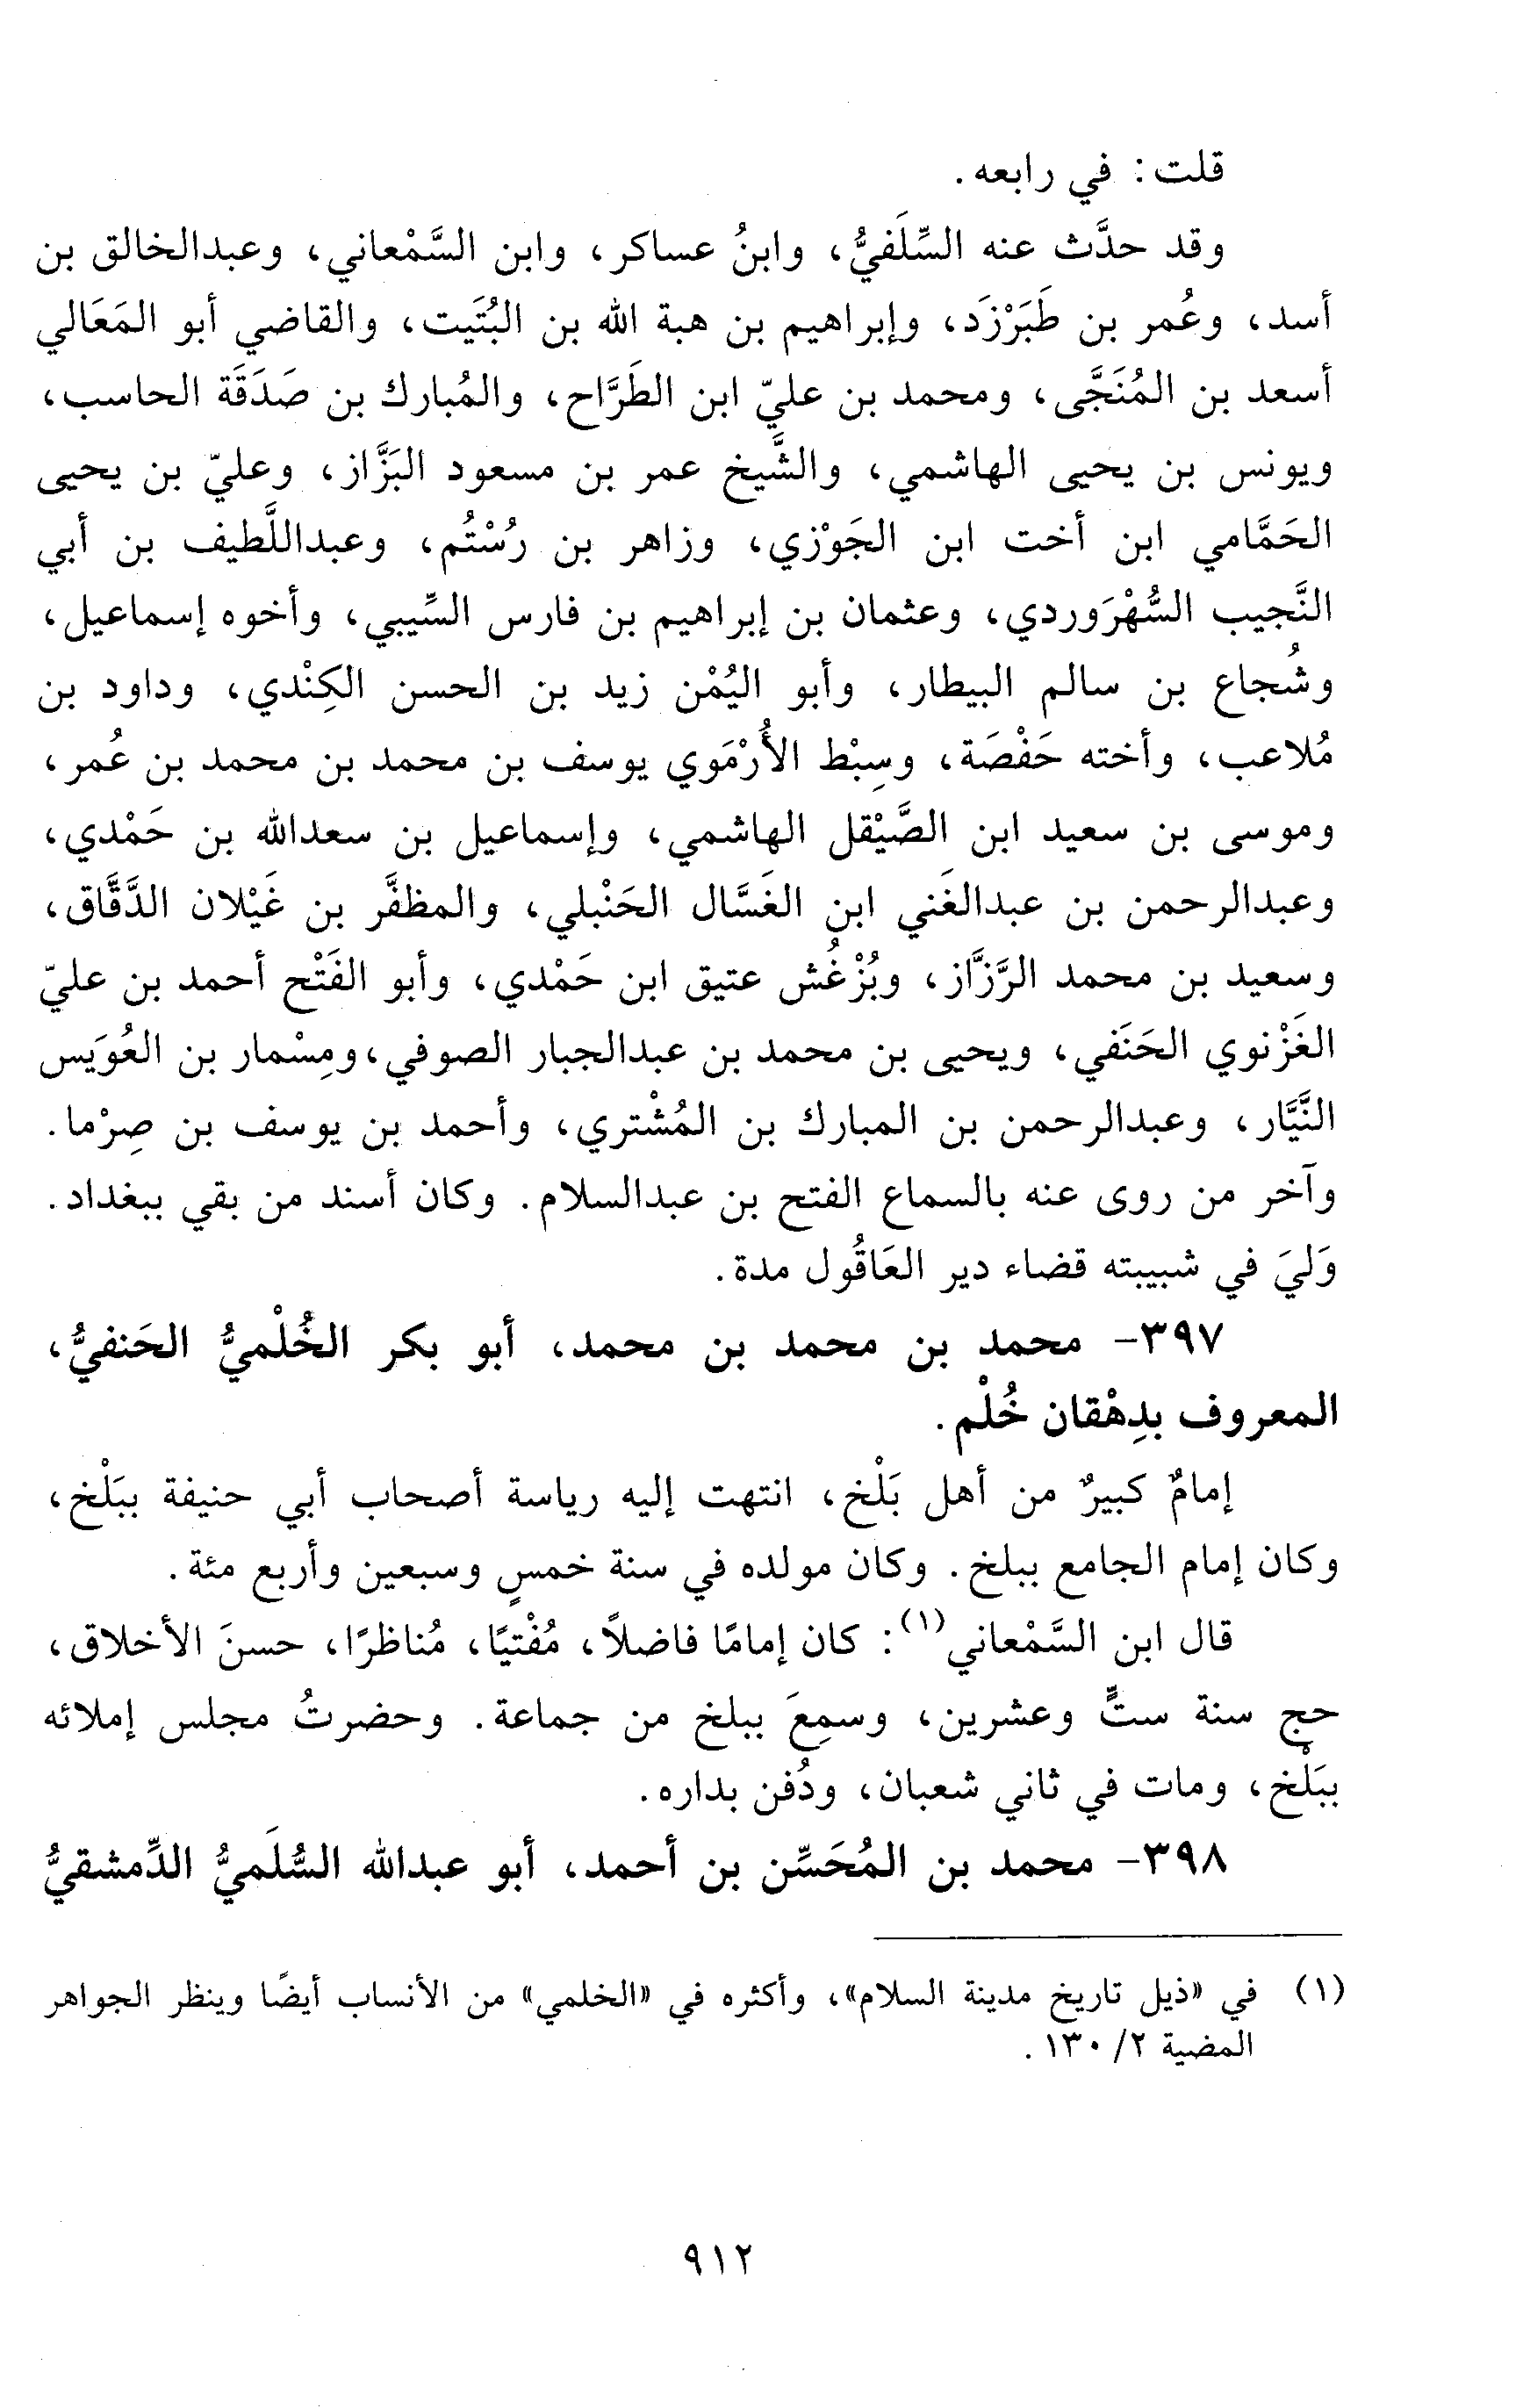 قلت: في رابعه.
وقد حدَّث عنه السِّلَفيُّ، وابنُ عساكر، وابن السَّمْعاني، وعبدالخالق بن
أسد، وعُمر بن طَبَرْزَد، وإبراهيم بن هبة الله بن البُتَيت، والقاضي أبو المَعَالي
أسعد بن المُنَجَّى، ومحمد بن عليّ ابن الطَرَّاح، والمُبارك بن صَدَقَة الحاسب،
ويونس بن يحيى الهاشمي، والشَّيخ عمر بن مسعود البَزَّاز، وعليّ بن يحيى
الحَمَّامي ابن أخت ابن الجَوْزي، وزاهر بن رُسْتُم، وعبداللَّطيف بن أبي
النَّجيب السُّهْرَوردي، وعثمان بن إبراهيم بن فارس السِّيبي، وأخوه إسماعيل،
وشُجاع بن سالم البيطار، وأبو اليُمْن زيد بن الحسن الكِنْدي، وداود بن
مُلاعب، وأخته حَفْصَة، وسِبْط الأُرْمَوي يوسف بن محمد بن محمد بن عُمر،
وموسى بن سعيد ابن الصَّيْقل الهاشمي، وإسماعيل بن سعدالله بن حَمْدي،
وعبدالرحمن بن عبدالغَني ابن الغَسَّال الحَنْبلي، والمظفَّر بن غَيْلان الدَّقَّاق،
وسعيد بن محمد الرَّزَّاز، وبُزْغُش عتيق ابن حَمْدي، وأبو الفَتْح أحمد بن عليّ
الغَزْنوي الحَنَفي، ويحيى بن محمد بن عبدالجبار الصوفي، ومِسْمار بن العُوَيس
النَّيَّار، وعبدالرحمن بن المبارك بن المُشْتري، وأحمد بن يوسف بن صِرْما.
وآخر من روى عنه بالسماع الفتح بن عبدالسلام. وكان أسند من بقي ببغداد.
وَليَ في شبيبته قضاء دير العَاقُول مدة.
٣٩٧- محمد بن محمد بن محمد، أبو بكر الخُلْميُّ الحَنفيُّ،
المعروف بدِهْقان خُلْم.
إمامٌ كبيرٌ من أهل بَلْخ، انتهت إليه رياسة أصحاب أبي حنيفة ببَلْخ،
وكان إمام الجامع ببلخ. وكان مولده في سنة خمسٍ وسبعين وأربع مئة.
قال ابن السَّمْعاني(١): كان إمامًا فاضلاً، مُفْتيًا، مُناظرًا، حسنَ الأخلاق،
حج سنة ستٍّ وعشرين، وسمِعَ ببلخ من جماعة. وحضرتُ مجلس إملائه
ببَلْخ، ومات في ثاني شعبان، ودُفن بداره.
٣٩٨- محمد بن المُحَسِّن بن أحمد، أبو عبدالله السُّلَميُّ الدِّمشقيُّ
(١) في «ذيل تاريخ مدينة السلام»، وأكثره في «الخلمي» من الأنساب أيضًا وينظر الجواهر
المضية ٢/ ١٣٠.
٩١٢